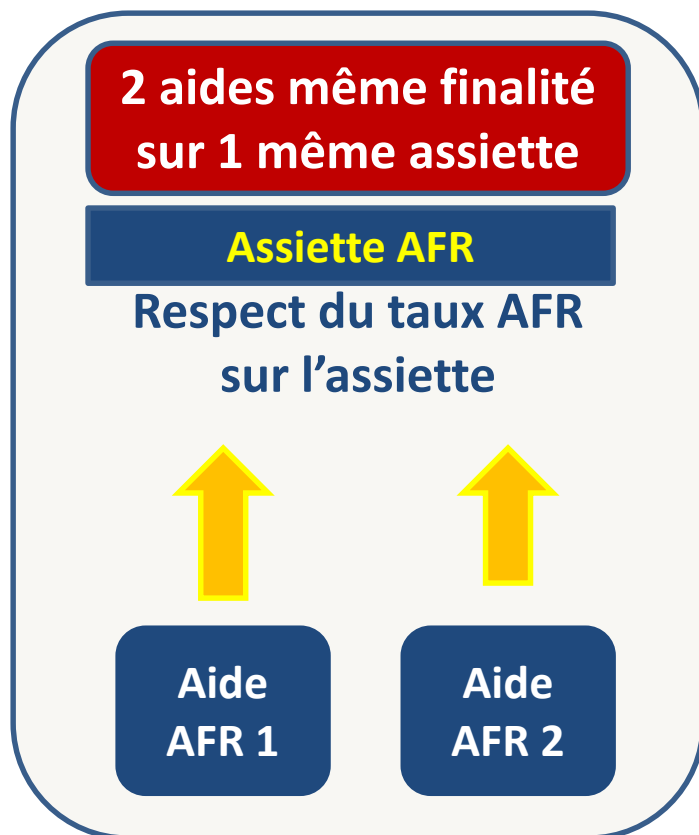 2 aides même finalité
sur 1 même assiette
Assiette AFR
Respect du taux AFR
sur l’assiette
Aide
AFR 1
Aide
AFR 2